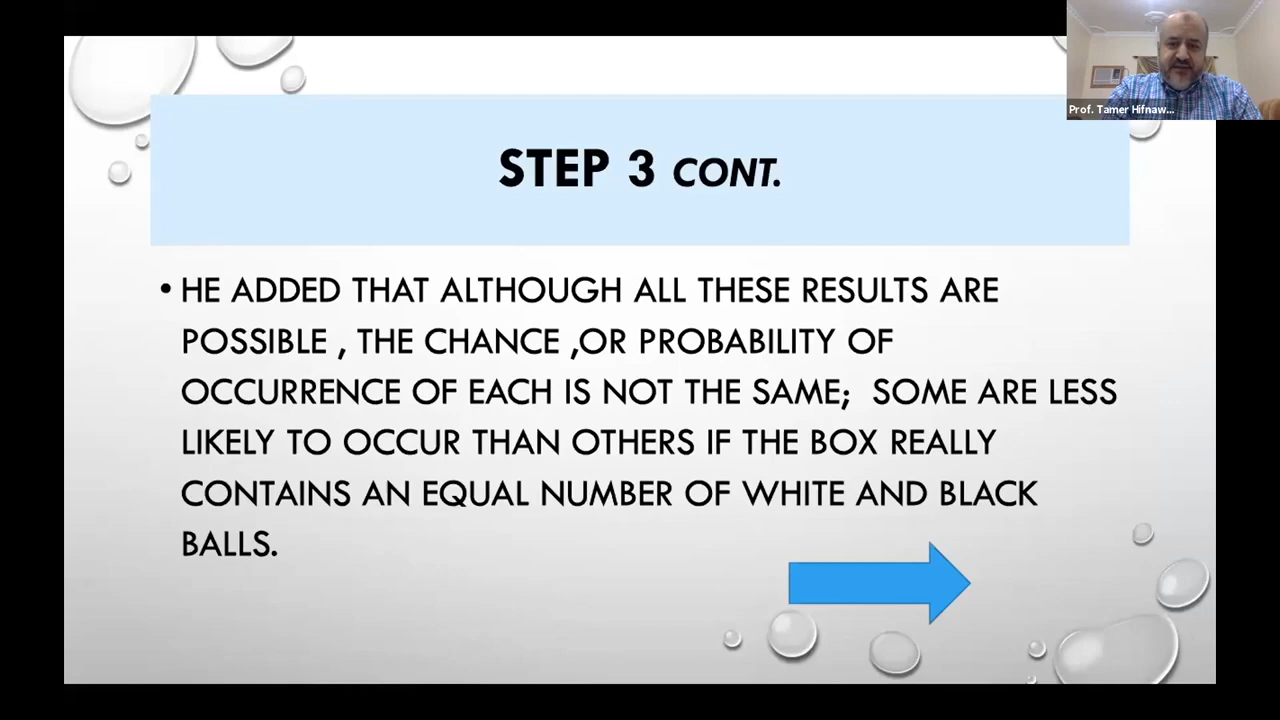 Prof. Tamer Hifnaw...
STEP 3 CONT.
• HE ADDED THAT ALTHOUGH ALL THESE RESULTS ARE
POSSIBLE , THE CHANCE ,OR PROBABILITY OF
OCCURRENCE OF EACH IS NOT THE SAME; SOME ARE LESS
LIKELY TO OCCUR THAN OTHERS IF THE BOX REALLY
CONTAINS AN EQUAL NUMBER OF WHITE AND BLACK
BALLS.